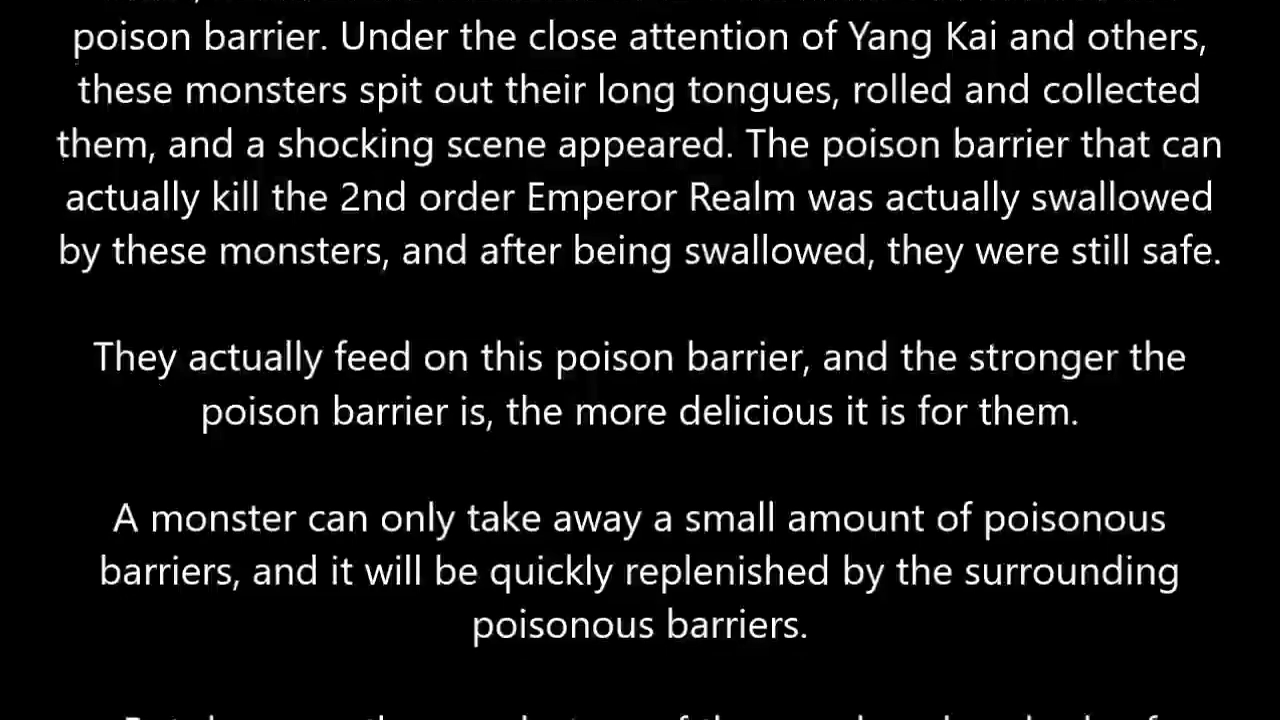 poison barrier. Under the close attention of Yang Kai and others,
these monsters spit out their long tongues, rolled and collected
them, and a shocking scene appeared. The poison barrier that can
actually kill the 2nd order Emperor Realm was actually swallowed
by these monsters, and after being swallowed, they were still safe.
They actually feed on this poison barrier, and the stronger the
poison barrier is, the more delicious it is for them.
A monster can only take away a small amount of poisonous
barriers, and it will be quickly replenished by the surrounding
poisonous barriers.